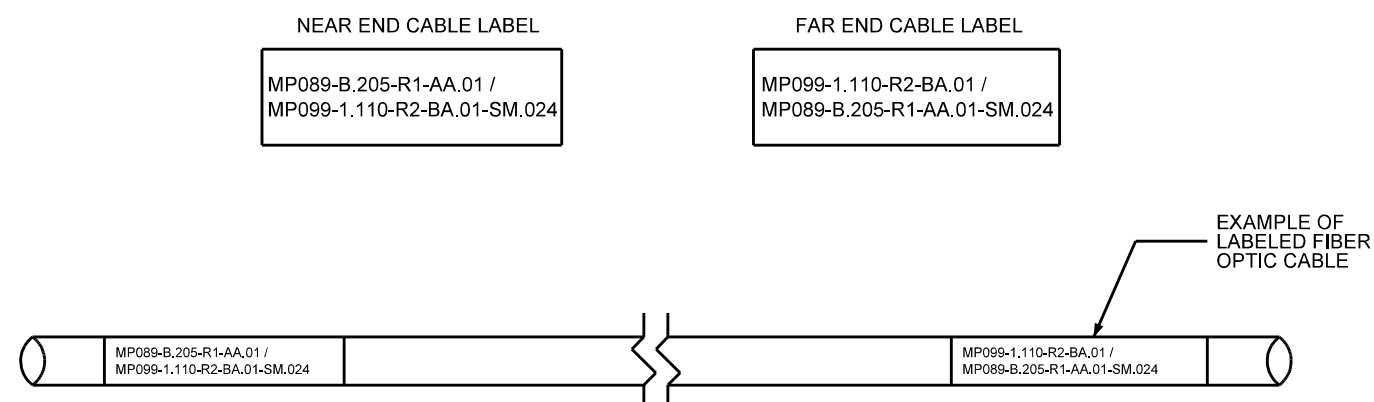 NEAR END CABLE LABEL
MP089-B.205-R1-AA.01 /
MP099-1.110-R2-BA.01-SM.024
FAR END CABLE LABEL
MP099-1.110-R2-BA.01 /
MP089-B.205-R1-AA.01-SM.024
EXAMPLE OF
LABELED FIBER
OPTIC CABLE
MP089-B.205-R1-AA.01 /
MP099-1.110-R2-BA.01-SM.024
MP099-1.110-R2-BA.01 /
MP089-B.205-R1-AA.01-SM.024